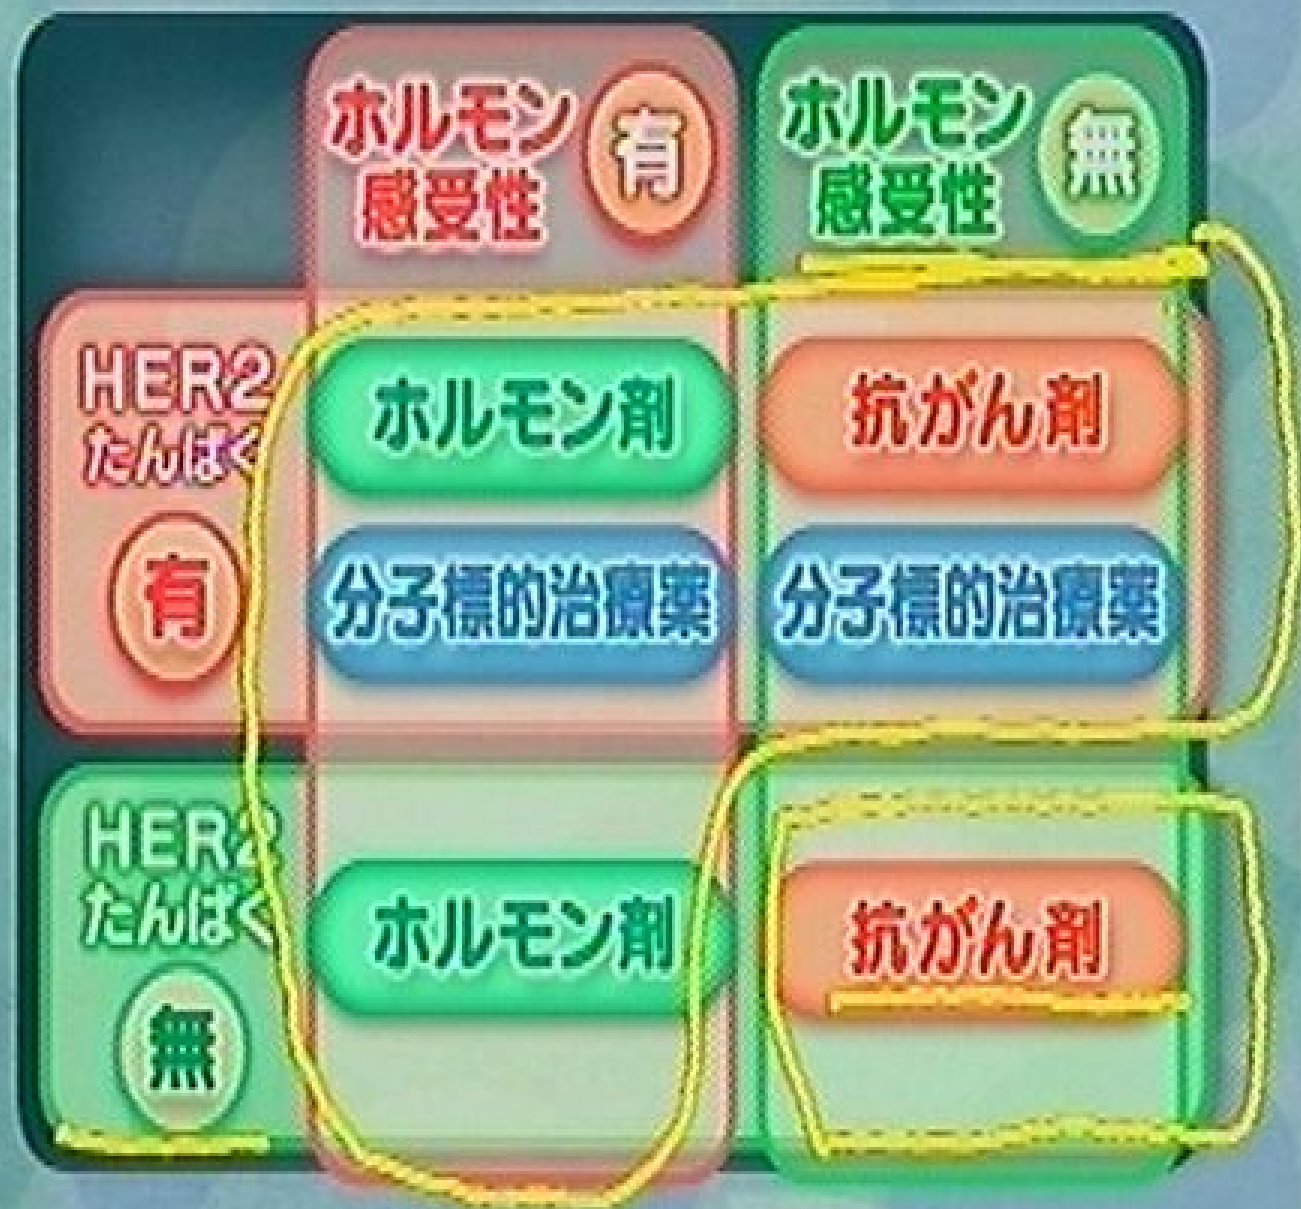 ホルモン
感受性
有
ホルモン
感受性
無
HER2
たんぱく
有
ホルモン剤
抗がん剤
分子標的治療薬
分子標的治療薬
HER2
たんぱく
無
ホルモン剤
抗がん剤